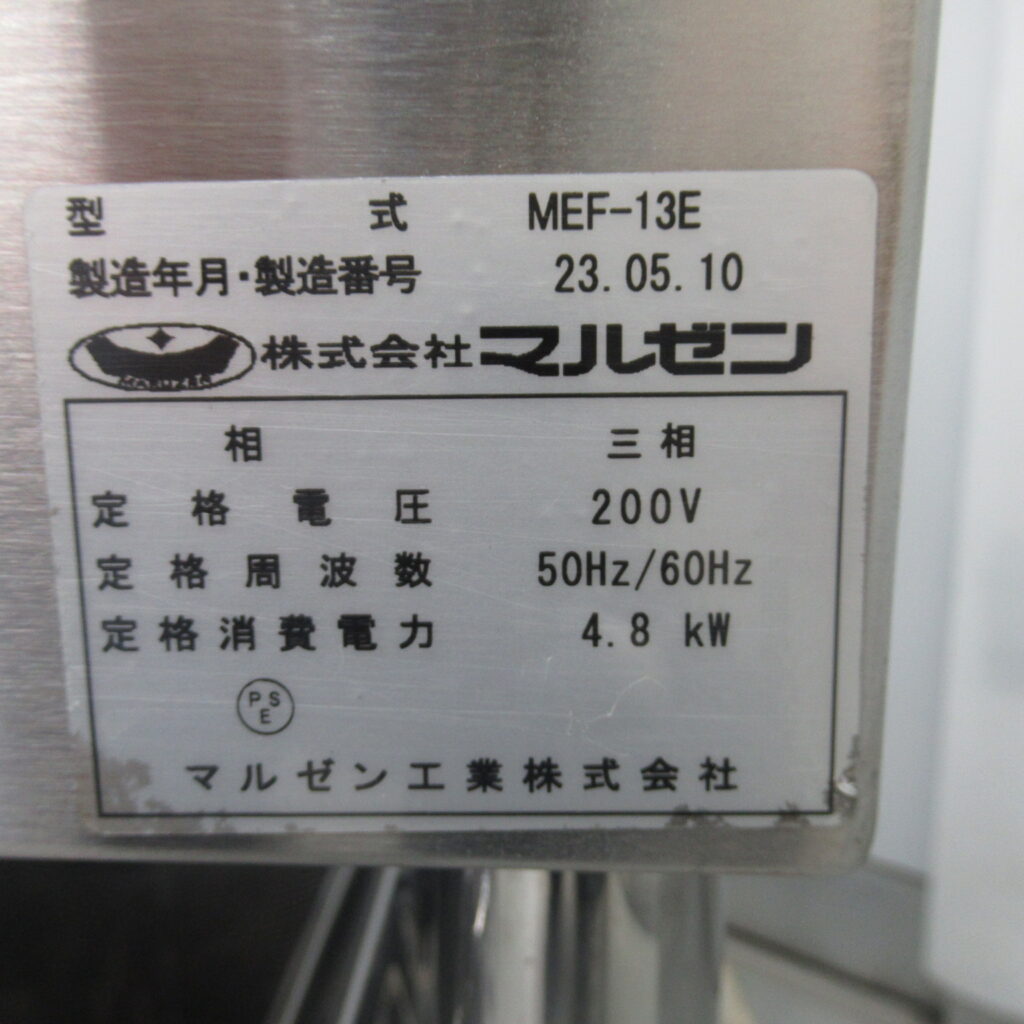 型式 MEF-13E
製造年月・製造番号 23.05.10
MARUZEN 株式会社マルゼン
相 三相
定格電圧 200V
定格周波数 50Hz/60Hz
定格消費電力 4.8 kW
PSE
マルゼン工業株式会社